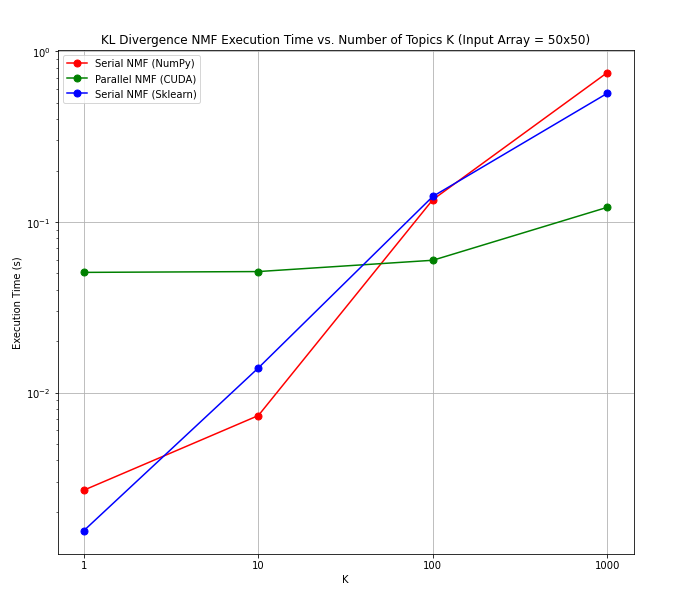 KL Divergence NMF Execution Time vs. Number of Topics K (Input Array = 50x50)
Serial NMF (NumPy)
Parallel NMF (CUDA)
Serial NMF (Sklearn)
10⁰
10⁻¹
10⁻²
Execution Time (s)
1 10 100 1000
K